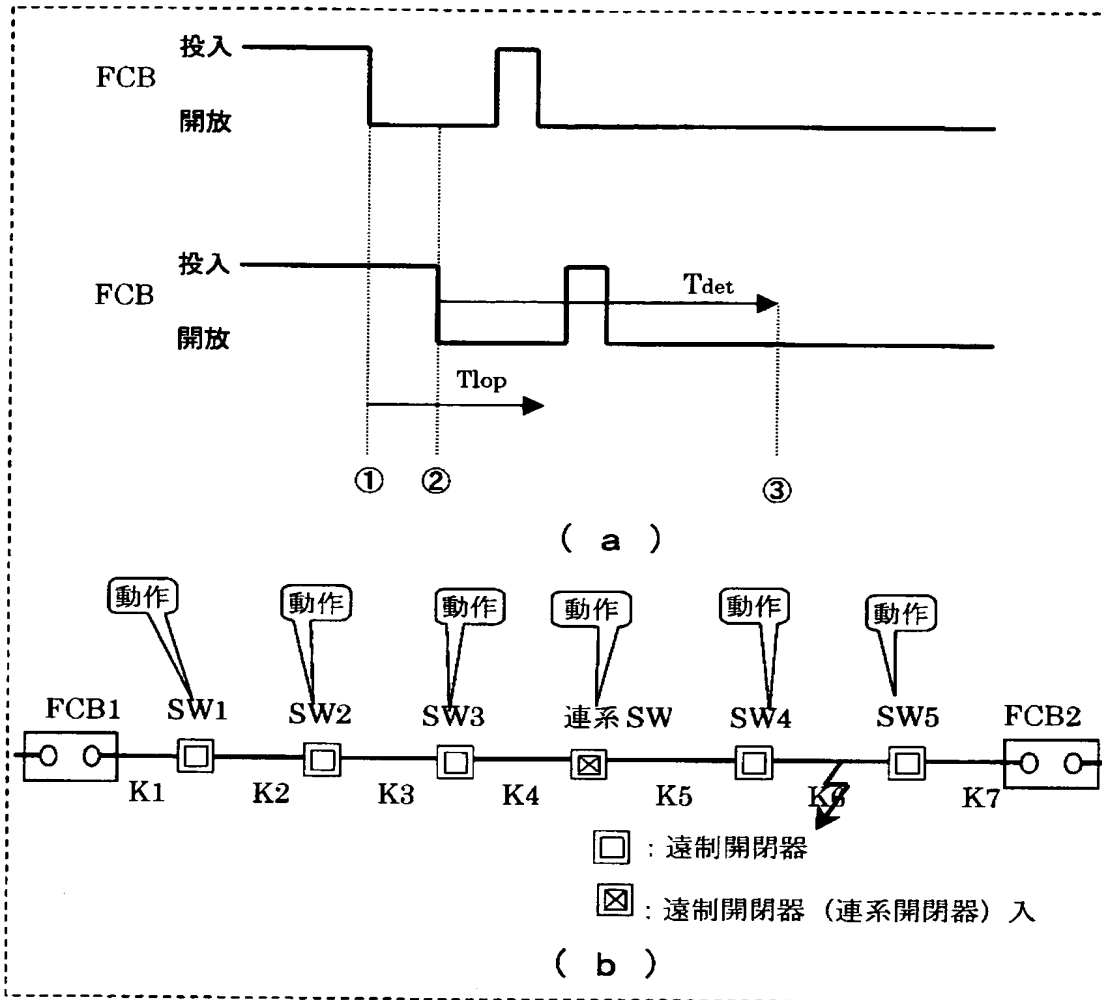 投入
FCB
開放
投入
FCB
開放
Tdet
Tlop
① ② ③
( a )
動作 動作 動作 動作 動作 動作
FCB1 SW1 SW2 SW3 連系 SW SW4 SW5 FCB2
K1 K2 K3 K4 K5 K6 K7
: 遠制開閉器
: 遠制開閉器 (連系開閉器) 入
( b )